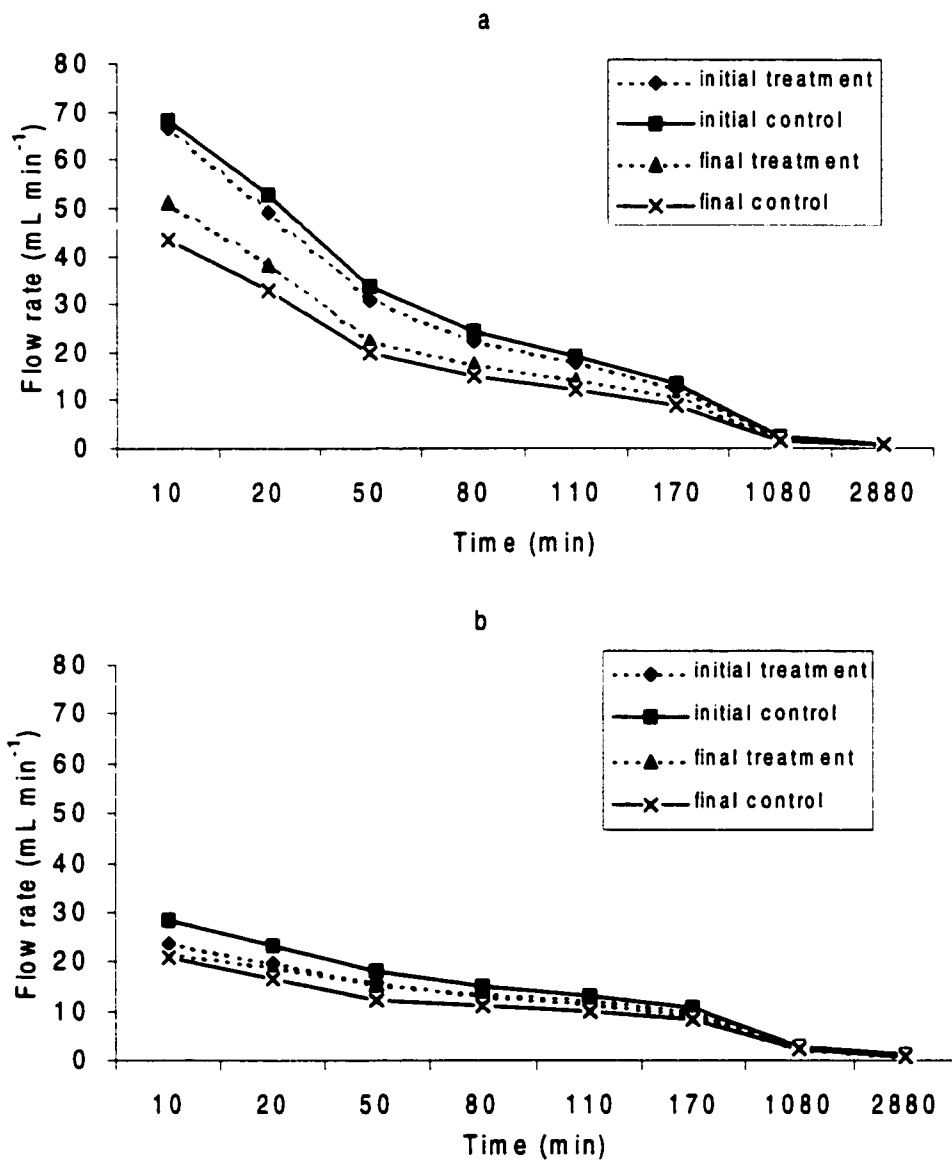 a
80
70
60
50
40
30
20
10
0
Flow rate (mL min⁻¹)
initial treatment
initial control
final treatment
final control
10 20 50 80 110 170 1080 2880
Time (min)
b
80
70
60
50
40
30
20
10
0
Flow rate (mL min⁻¹)
initial treatment
initial control
final treatment
final control
10 20 50 80 110 170 1080 2880
Time (min)